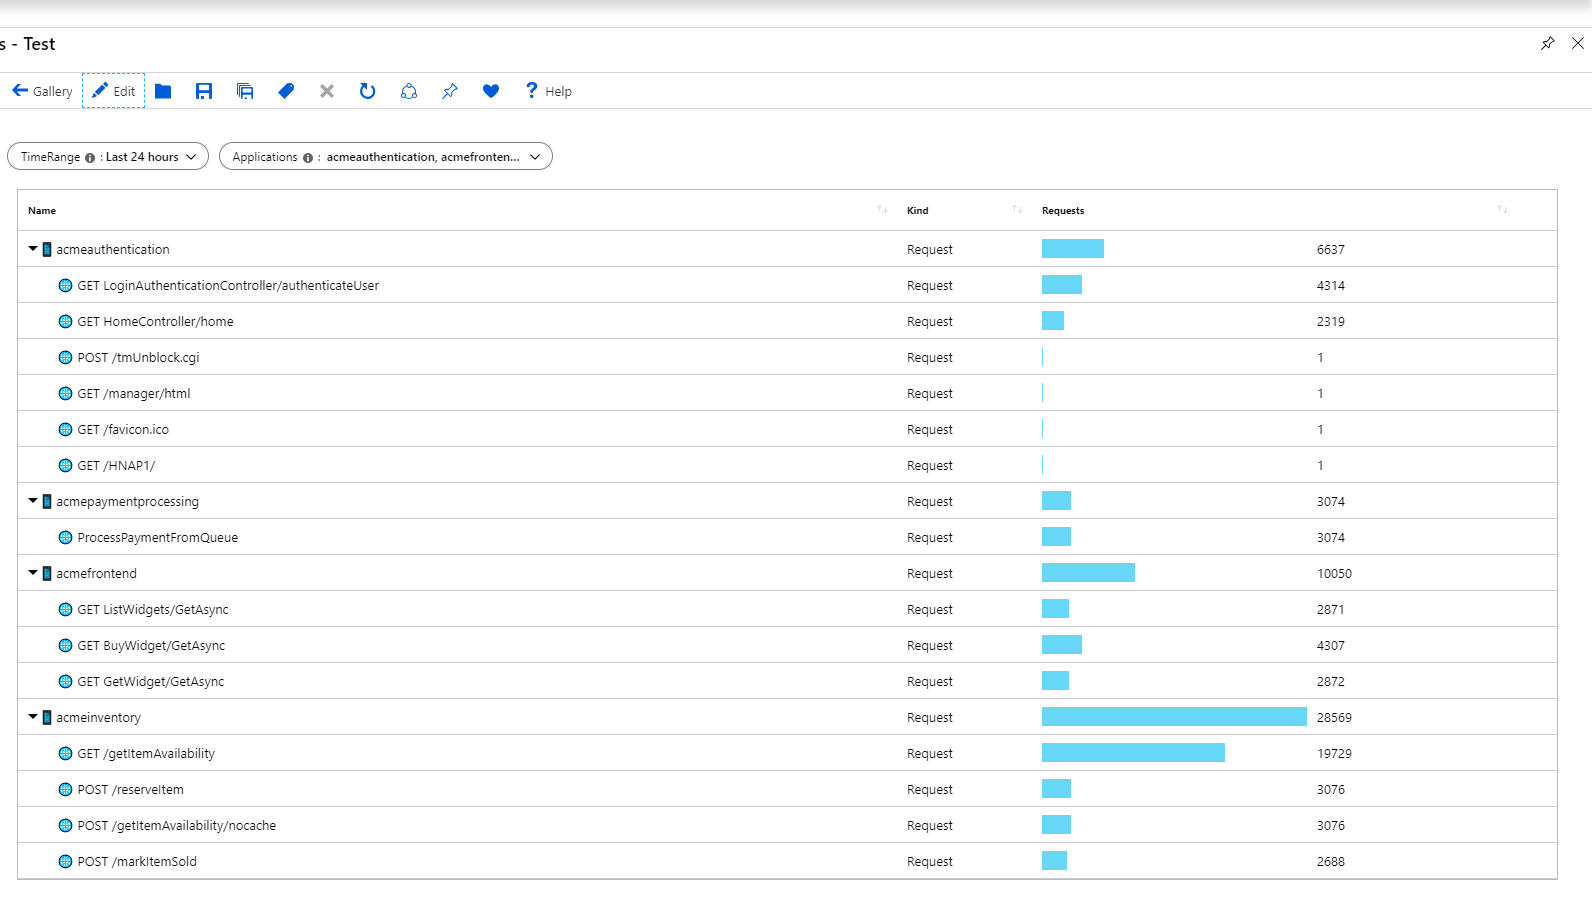 s - Test
Gallery Edit Help
TimeRange : Last 24 hours Applications : acmeauthentication, acmefronten...
Name Kind Requests
acmeauthentication Request 6637
GET LoginAuthenticationController/authenticateUser Request 4314
GET HomeController/home Request 2319
POST /tmUnblock.cgi Request 1
GET /manager/html Request 1
GET /favicon.ico Request 1
GET /HNAP1/ Request 1
acmepaymentprocessing Request 3074
ProcessPaymentFromQueue Request 3074
acmefrontend Request 10050
GET ListWidgets/GetAsync Request 2871
GET BuyWidget/GetAsync Request 4307
GET GetWidget/GetAsync Request 2872
acmeinventory Request 28569
GET /getItemAvailability Request 19729
POST /reserveItem Request 3076
POST /getItemAvailability/nocache Request 3076
POST /markItemSold Request 2688